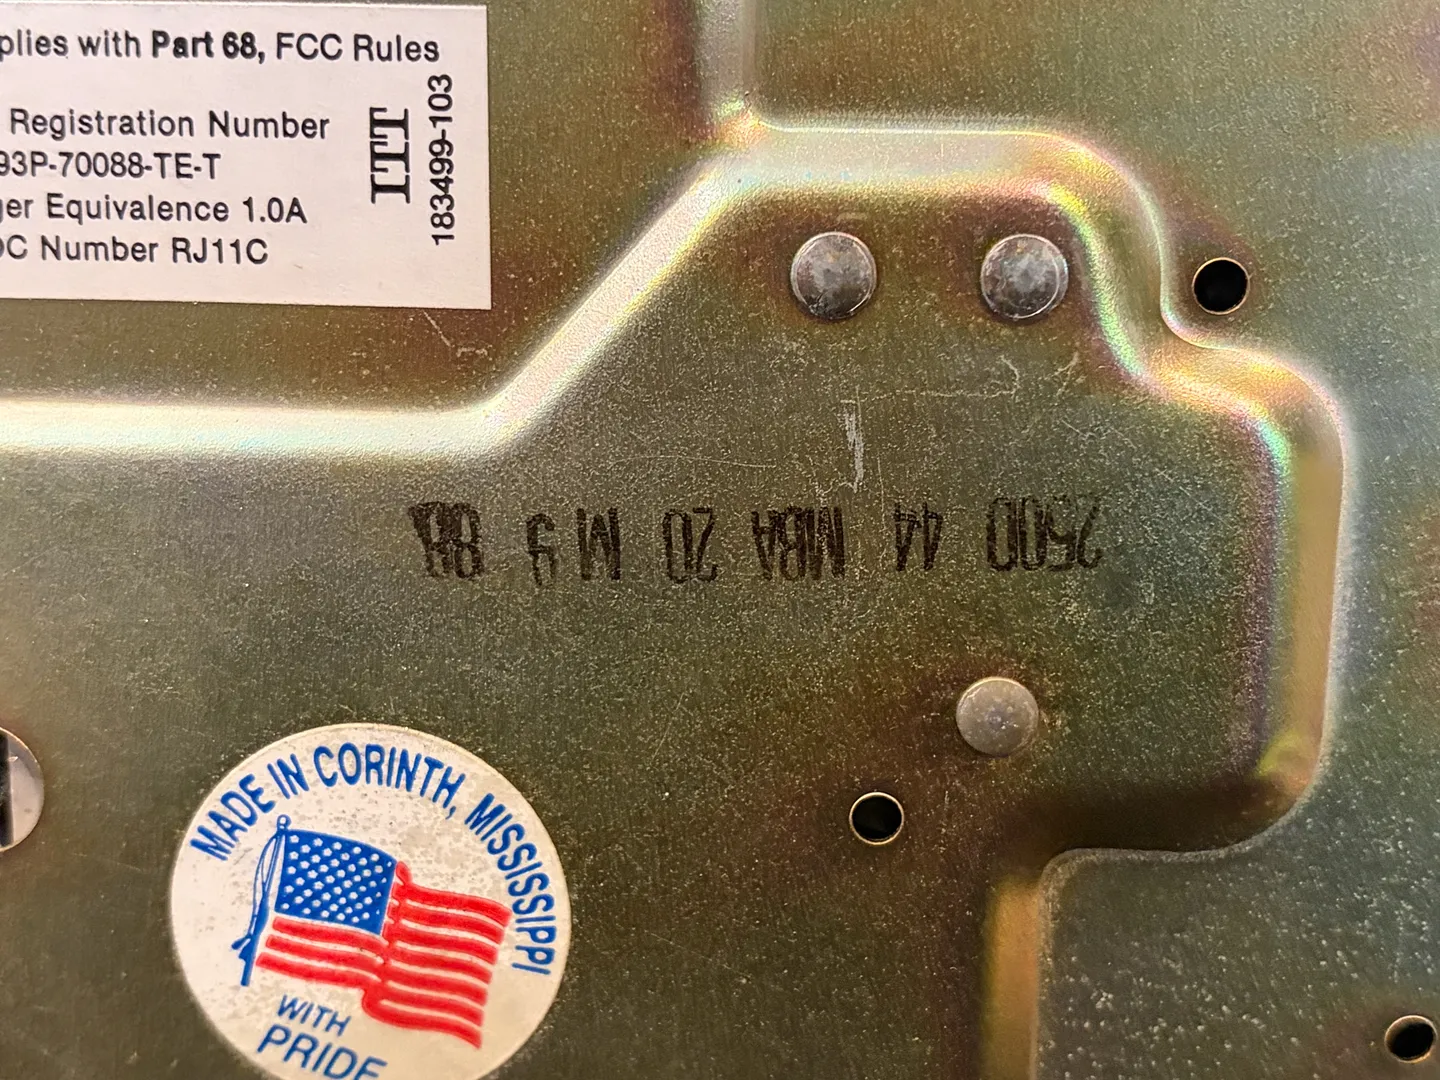 plies with Part 68, FCC Rules
Registration Number
93P-70088-TE-T
ger Equivalence 1.0A
OC Number RJ11C
ITT
183499-103
2500 44 MBA 20 M 88
MADE IN CORINTH, MISSISSIPPI
WITH
PRIDE